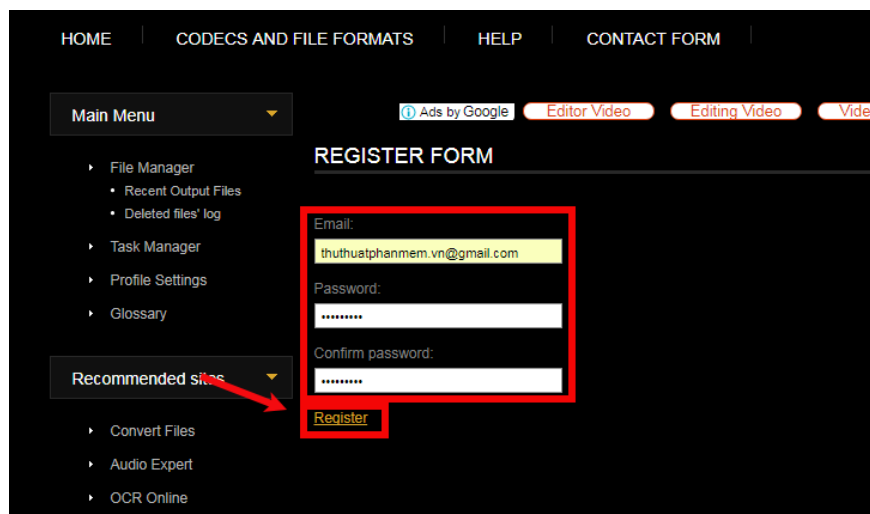 HOME
CODECS AND FILE FORMATS
HELP
CONTACT FORM
Main Menu
File Manager
Recent Output Files
Deleted files' log
Task Manager
Profile Settings
Glossary
Recommended sites
Convert Files
Audio Expert
OCR Online
Ads by Google
Editor Video
Editing Video
Vide
REGISTER FORM
Email:
thuthuatphanmem.vn@gmail.com
Password:
•••••••••
Confirm password:
•••••••••
Register